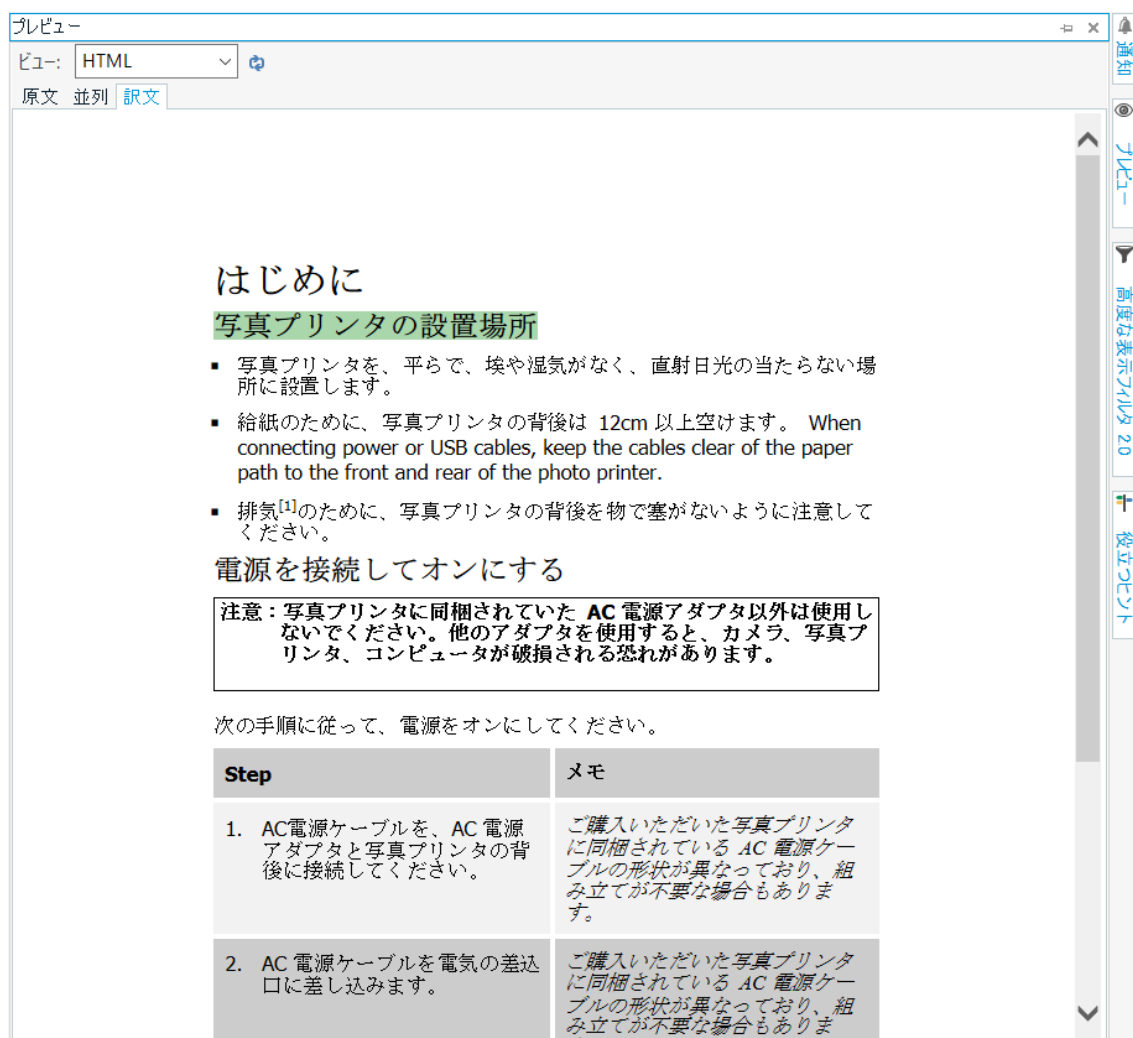 プレビュー
ビュー: HTML
原文 並列 訳文
はじめに
写真プリンタの設置場所
▪ 写真プリンタを、平らで、埃や湿気がなく、直射日光の当たらない場
所に設置します。
▪ 給紙のために、写真プリンタの背後は 12cm 以上空けます。 When
connecting power or USB cables, keep the cables clear of the paper
path to the front and rear of the photo printer.
▪ 排気[1]のために、写真プリンタの背後を物で塞がないように注意して
ください。
電源を接続してオンにする
注意：写真プリンタに同梱されていた AC 電源アダプタ以外は使用し
ないでください。他のアダプタを使用すると、カメラ、写真プ
リンタ、コンピュータが破損される恐れがあります。
次の手順に従って、電源をオンにしてください。
Step
メモ
1. AC電源ケーブルを、AC 電源
アダプタと写真プリンタの背
後に接続してください。
ご購入いただいた写真プリンタ
に同梱されている AC 電源ケー
ブルの形状が異なっており、組
み立てが不要な場合もありま
す。
2. AC 電源ケーブルを電気の差込
口に差し込みます。
ご購入いただいた写真プリンタ
に同梱されている AC 電源ケー
ブルの形状が異なっており、組
み立てが不要な場合もありま
通知
プレビュー
高度な表示フィルタ 2.0
役立つヒント